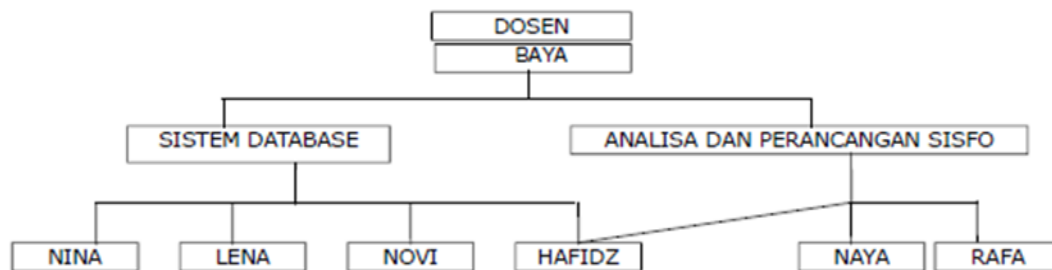 DOSEN
BAYA
SISTEM DATABASE
ANALISA DAN PERANCANGAN SISFO
NINA
LENA
NOVI
HAFIDZ
NAYA
RAFA